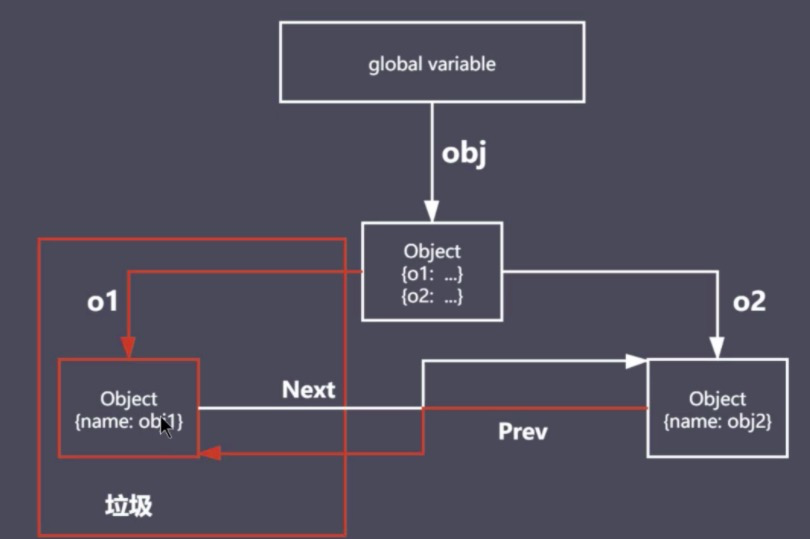 global variable
obj
Object
{o1: ...}
{o2: ...}
o1
o2
Object
{name: obj1}
Next
Prev
Object
{name: obj2}
垃圾